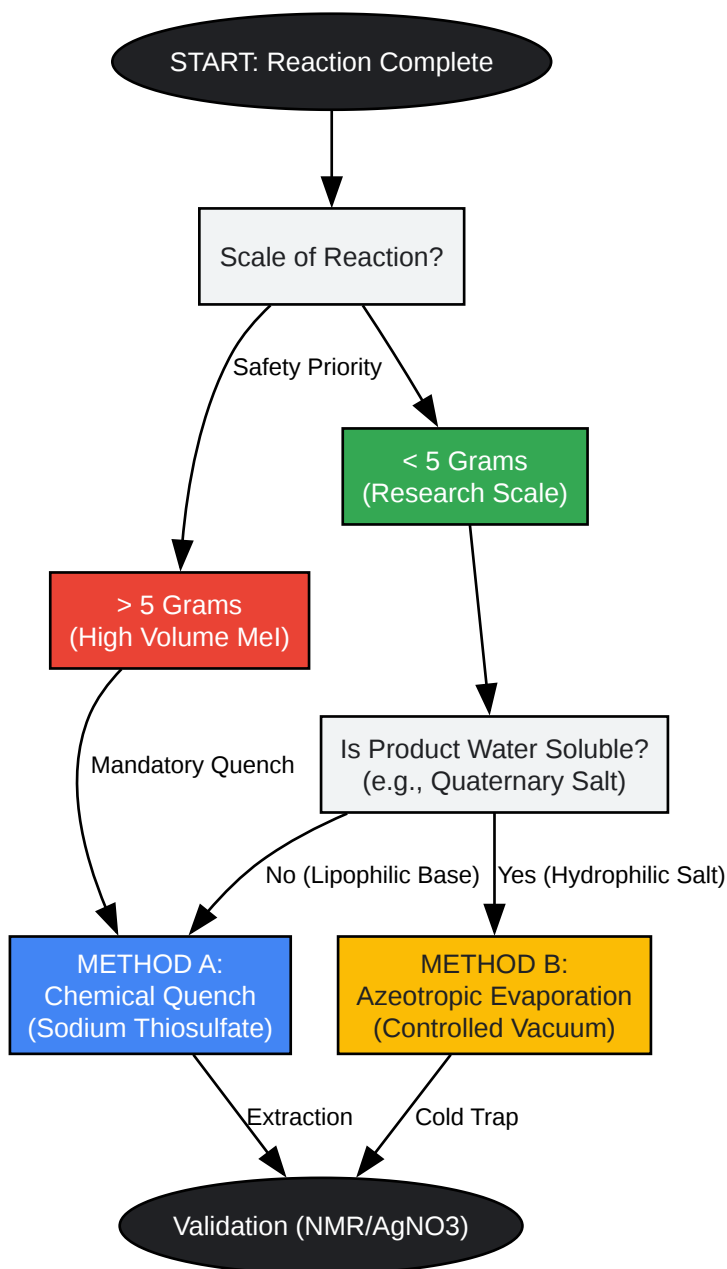 START: Reaction Complete
Scale of Reaction?
Safety Priority
< 5 Grams
(Research Scale)
> 5 Grams
(High Volume MeI)
Is Product Water Soluble?
(e.g., Quaternary Salt)
Mandatory Quench
No (Lipophilic Base)
Yes (Hydrophilic Salt)
METHOD A:
Chemical Quench
(Sodium Thiosulfate)
METHOD B:
Azeotropic Evaporation
(Controlled Vacuum)
Extraction
Cold Trap
Validation (NMR/AgNO3)